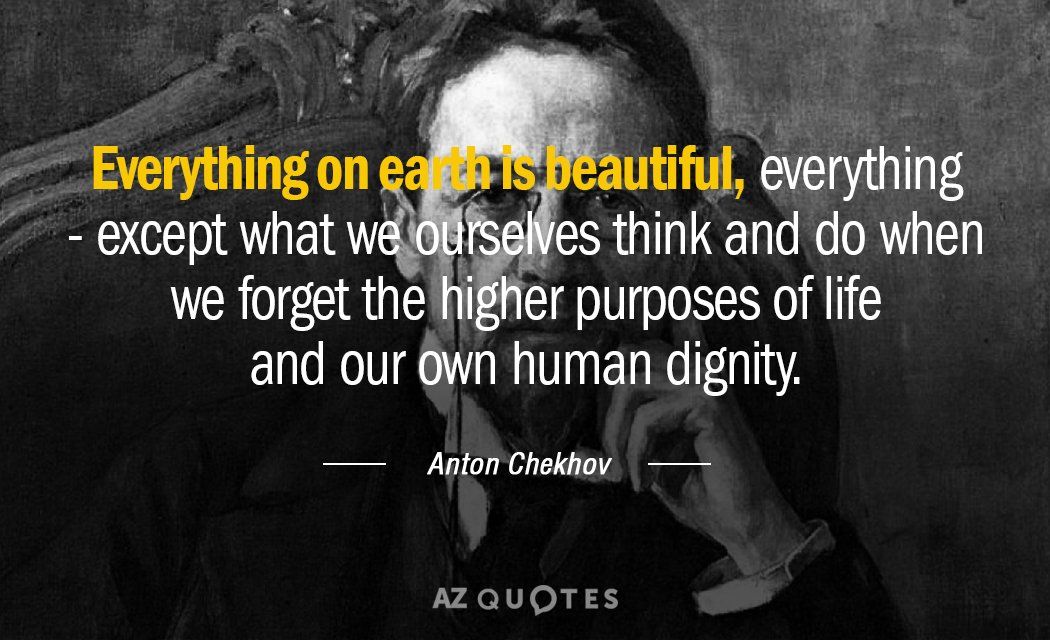 Everything on earth is beautiful, everything
- except what we ourselves think and do when
we forget the higher purposes of life
and our own human dignity.
Anton Chekhov
AZ QUOTES